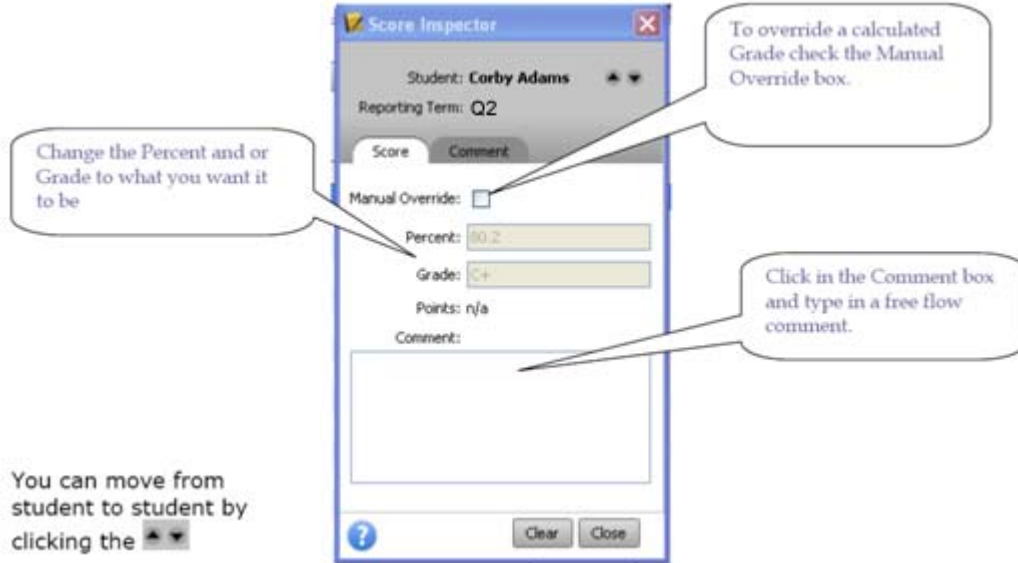 Score Inspector
Student: Corby Adams
Reporting Term: Q2
Score Comment
Manual Override:
Percent: 80.2
Grade: C+
Points: n/a
Comment:
Clear Close
To override a calculated
Grade check the Manual
Override box.
Change the Percent and or
Grade to what you want it
to be
Click in the Comment box
and type in a free flow
comment.
You can move from
student to student by
clicking the